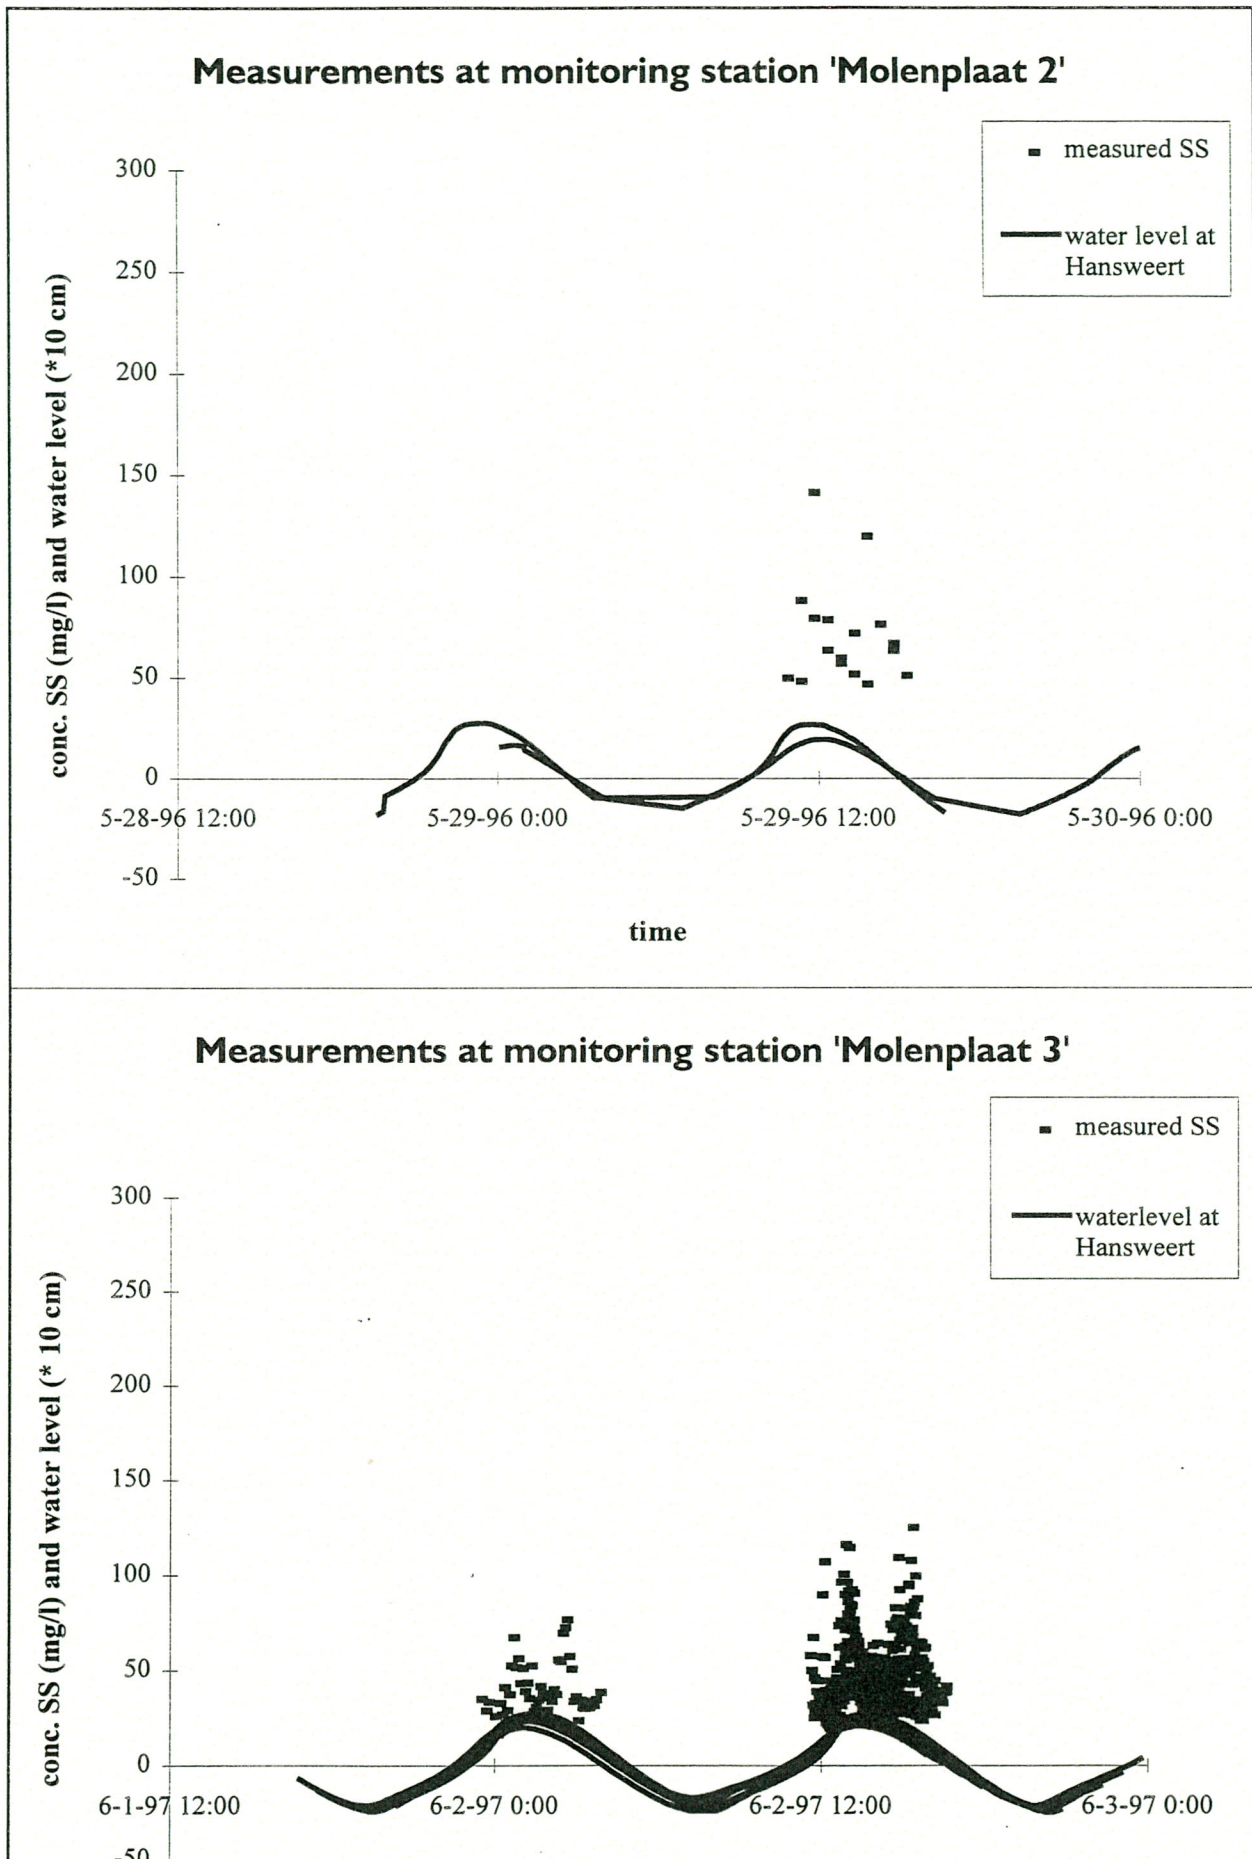 Measurements at monitoring station 'Molenplaat 2'
measured SS
water level at
Hansweert
conc. SS (mg/l) and water level (*10 cm)
300
250
200
150
100
50
0
-50
5-28-96 12:00
5-29-96 0:00
5-29-96 12:00
5-30-96 0:00
time
Measurements at monitoring station 'Molenplaat 3'
measured SS
waterlevel at
Hansweert
conc. SS (mg/l) and water level (* 10 cm)
300
250
200
150
100
50
0
-50
6-1-97 12:00
6-2-97 0:00
6-2-97 12:00
6-3-97 0:00